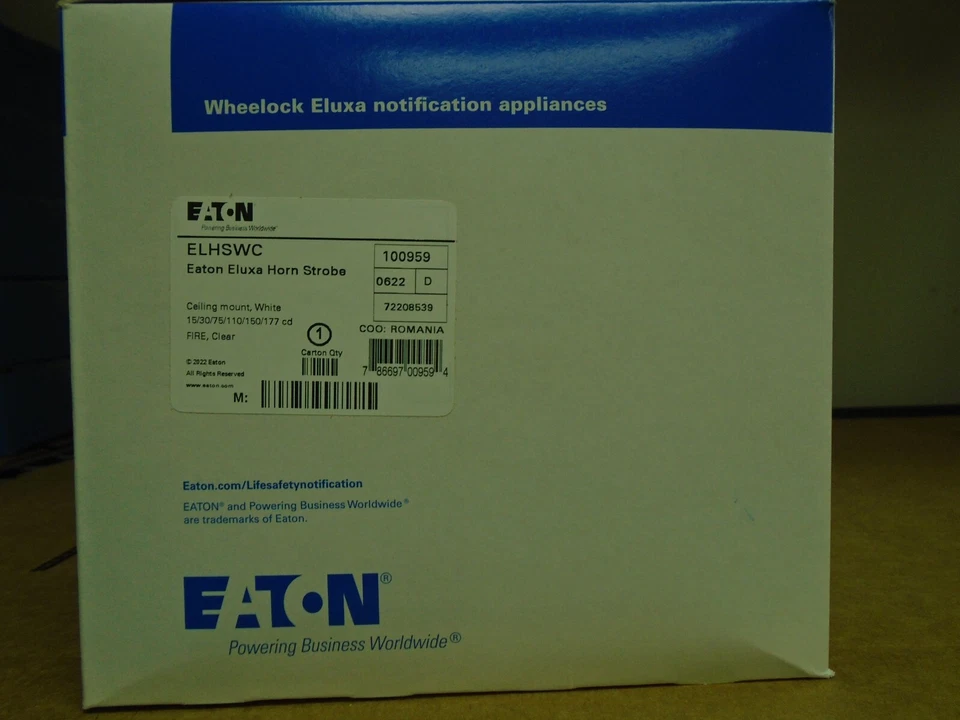 Wheelock Eluxa notification appliances
EATON
Powering Business Worldwide
ELHSWC
Eaton Eluxa Horn Strobe
100959
0622 D
72208539
Ceiling mount, White
15/30/75/110/150/177 cd
FIRE, Clear
1
Carton Qty
COO: ROMANIA
7 86697 00959 4
© 2022 Eaton
All Rights Reserved
www.eaton.com
M:
Eaton.com/Lifesafetynotification
EATON® and Powering Business Worldwide®
are trademarks of Eaton.
EATON®
Powering Business Worldwide®